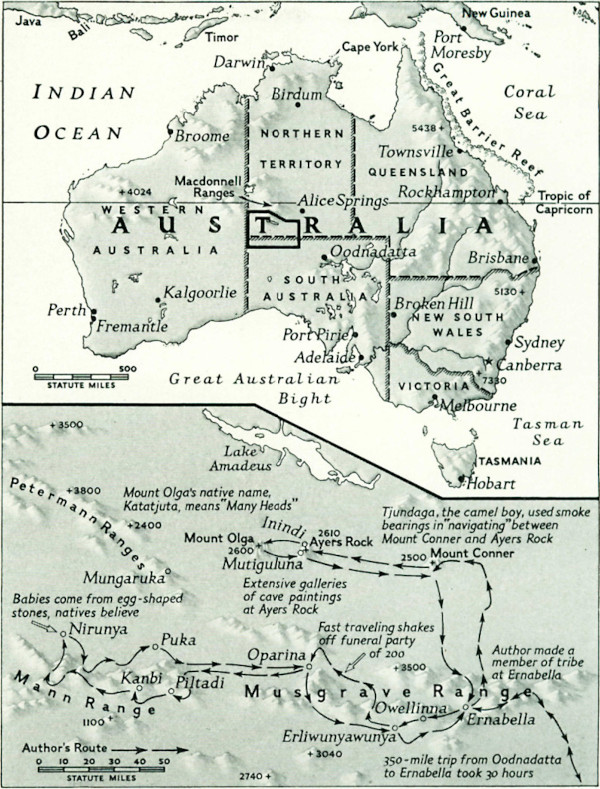 Java
Bali
Timor
New Guinea
Port
Moresby
Cape York
Darwin
INDIAN
OCEAN
Coral
Sea
Great Barrier Reef
Birdum
Broome
NORTHERN
TERRITORY
5438
Townsville
QUEENSLAND
Macdonnell
Ranges
+4024
Rockhampton
Tropic of
Capricorn
WESTERN
Alice Springs
AUSTRALIA
AUSTRALIA
Oodnadatta
Brisbane
SOUTH
AUSTRALIA
Kalgoorlie
5130
Perth
Fremantle
Broken Hill
NEW SOUTH
WALES
Port Pirie
Sydney
Adelaide
Canberra
7330
VICTORIA
Melbourne
0 500
STATUTE MILES
Great Australian
Bight
Tasman
Sea
TASMANIA
Hobart
+3500
Lake
Amadeus
+3800
Petermann Ranges
+2400
Mount Olga's native name,
Katatjuta, means "Many Heads"
Tjundaga, the camel boy, used smoke
bearings in "navigating" between
Mount Conner and Ayers Rock
Inindi
2610
Mount Olga
2600
Ayers Rock
2500
Mount Conner
Mutiguluna
Mungaruka
Extensive galleries
of cave paintings
at Ayers Rock
Babies come from egg-shaped
stones, natives believe
Nirunya
Puka
Fast traveling shakes
off funeral party
of 200
Author made a
member of tribe
at Ernabella
Oparina
+3500
Kanbi
Piltadi
Mann Range
Musgrave Range
1100+
Owellinna
Ernabella
Erliwunyawunya
+3040
Author's Route
0 10 20 30 40 50
STATUTE MILES
2740+
350-mile trip from Oodnadatta
to Ernabella took 30 hours